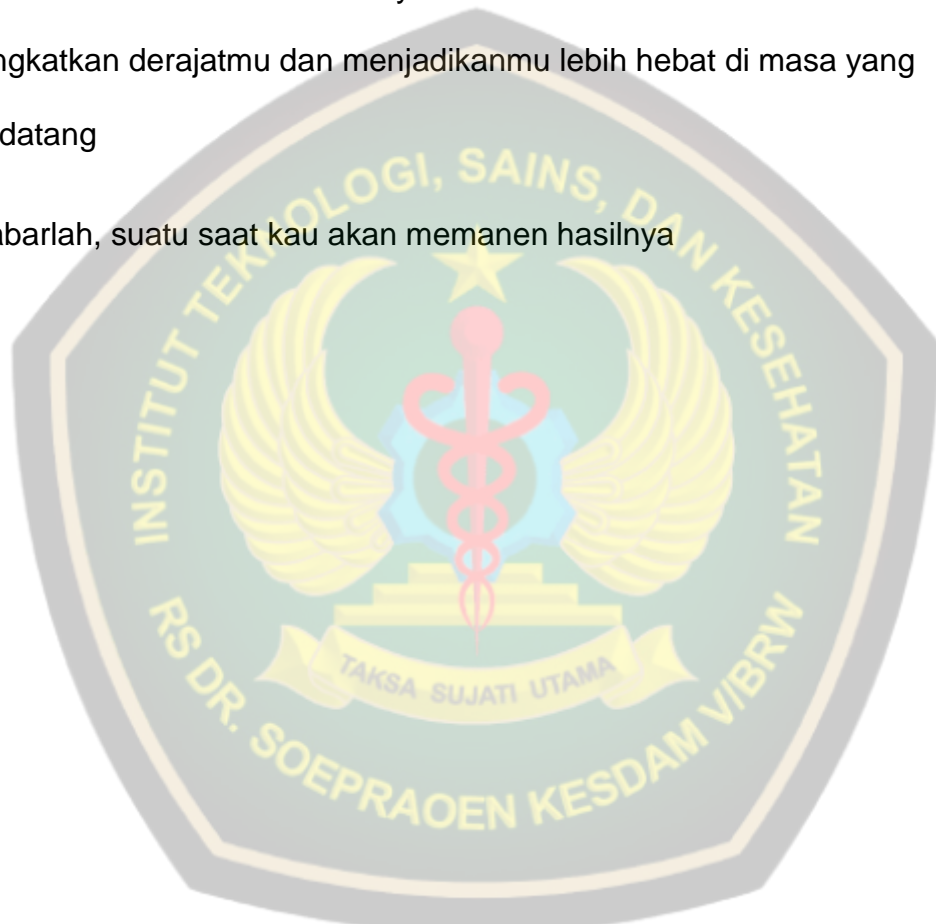 ngkatkan derajatmu dan menjadikanmu lebih hebat di masa yang
datang
abarlah, suatu saat kau akan memanen hasilnya
INSTITUT TEKNOLOGI, SAINS, DAN KESEHATAN
TAKSA SUJATI UTAMA
RS DR. SOEPRAOEN KESDAM V/BRW